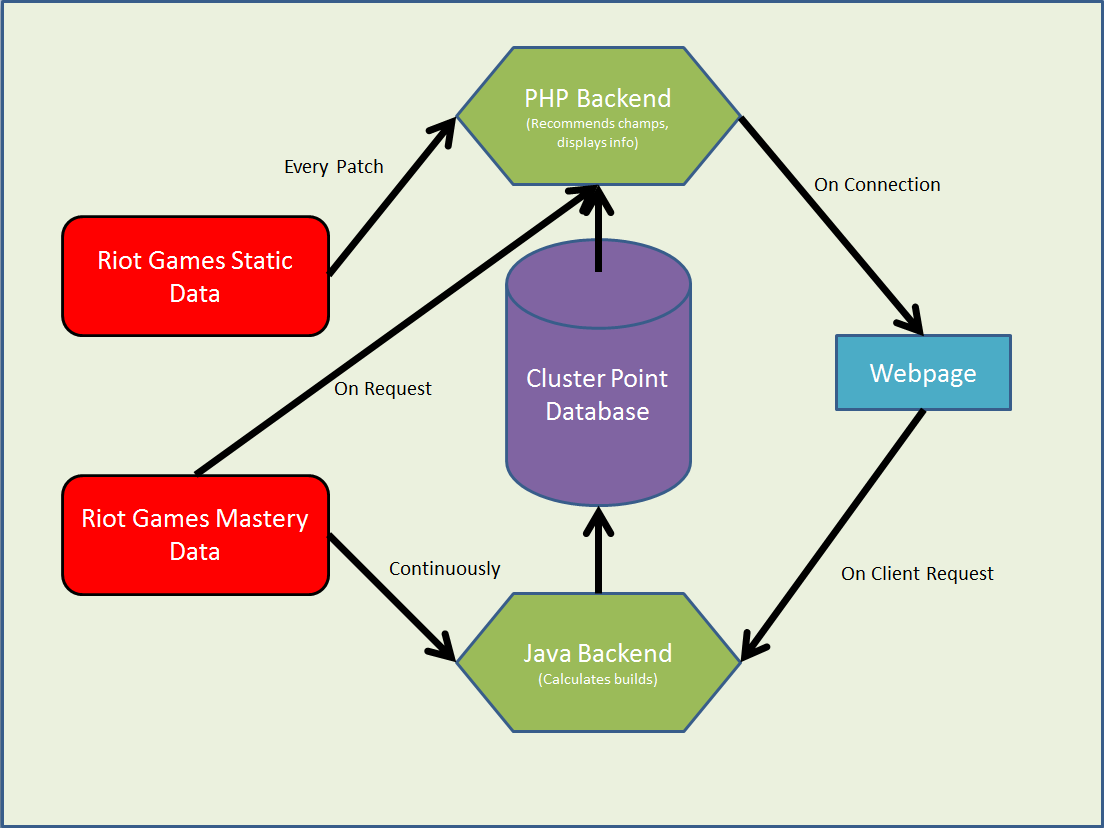 PHP Backend
(Recommends champs,
displays info)
Every Patch
On Connection
Riot Games Static
Data
On Request
Cluster Point
Database
Webpage
Riot Games Mastery
Data
Continuously
On Client Request
Java Backend
(Calculates builds)